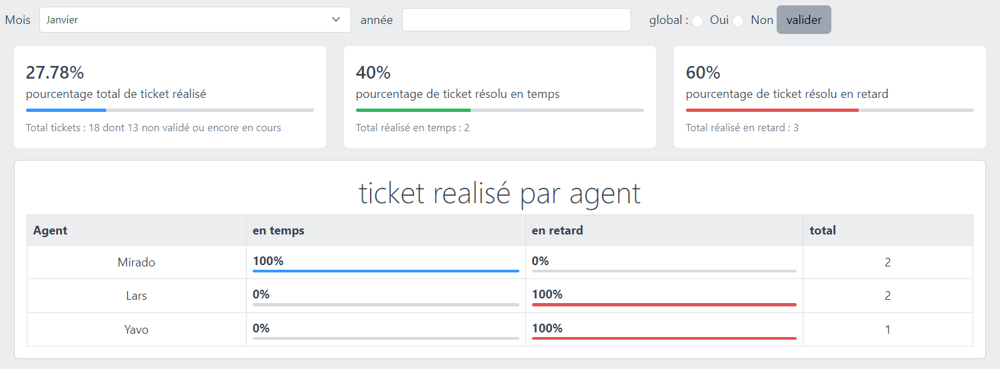 Mois Janvier année global : Oui Non valider
27.78% 40% 60%
pourcentage total de ticket réalisé pourcentage de ticket résolu en temps pourcentage de ticket résolu en retard
Total tickets : 18 dont 13 non validé ou encore en cours Total réalisé en temps : 2 Total réalisé en retard : 3
ticket realisé par agent
Agent en temps en retard total
Mirado 100% 0% 2
Lars 0% 100% 2
Yavo 0% 100% 1